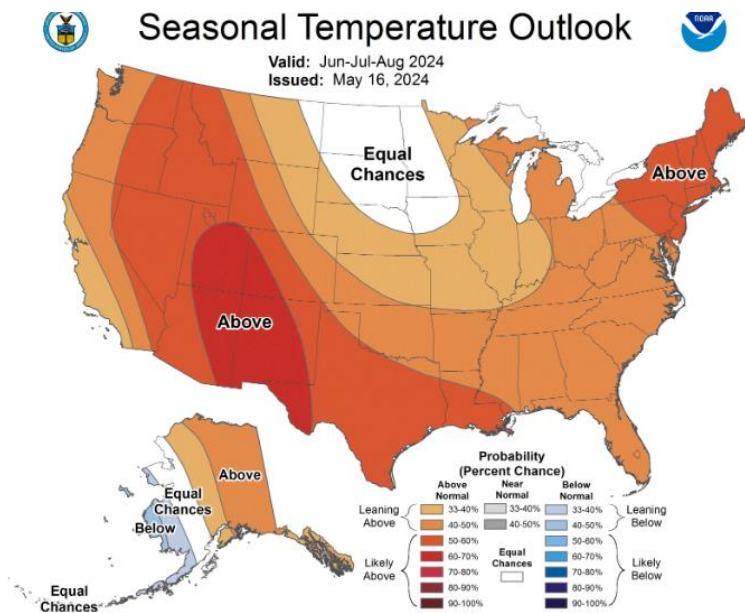 Seasonal Temperature Outlook
NOAA
Valid: Jun-Jul-Aug 2024
Issued: May 16, 2024
Equal
Chances
Above
Above
Above
Equal
Chances
Below
Equal Chances
Probability
(Percent Chance)
Above
Normal
Near
Normal
Below
Normal
Leaning
Above
33-40%
40-50%
33-40%
40-50%
33-40%
40-50%
Leaning
Below
Likely
Above
50-60%
60-70%
70-80%
80-90%
90-100%
Equal
Chances
50-60%
60-70%
70-80%
80-90%
90-100%
Likely
Below